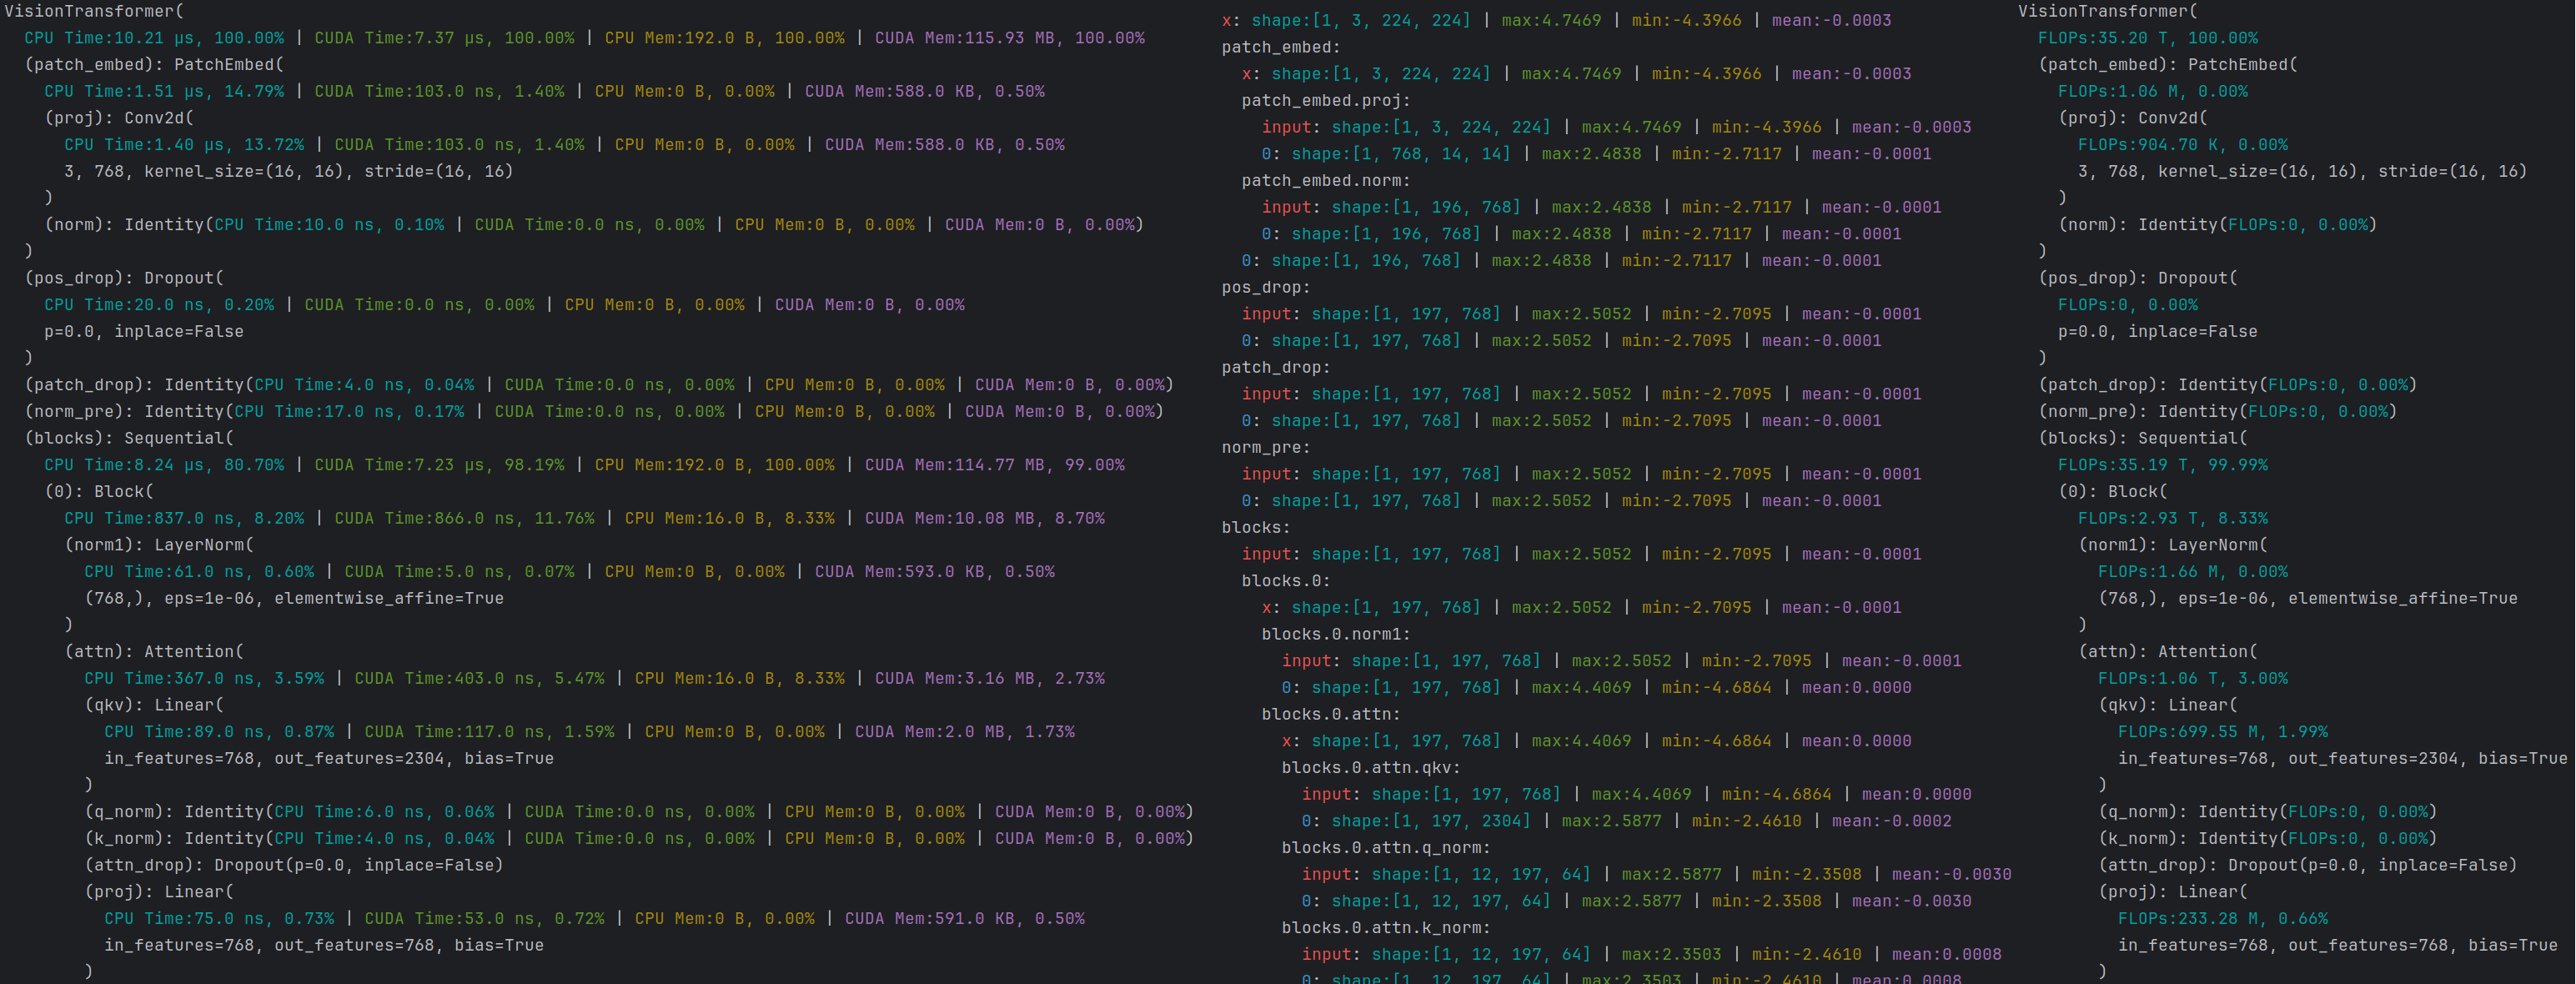 VisionTransformer(
CPU Time:10.21 µs, 100.00% | CUDA Time:7.37 µs, 100.00% | CPU Mem:192.0 B, 100.00% | CUDA Mem:115.93 MB, 100.00%
(patch_embed): PatchEmbed(
CPU Time:1.51 µs, 14.79% | CUDA Time:103.0 ns, 1.40% | CPU Mem:0 B, 0.00% | CUDA Mem:588.0 KB, 0.50%
(proj): Conv2d(
CPU Time:1.40 µs, 13.72% | CUDA Time:103.0 ns, 1.40% | CPU Mem:0 B, 0.00% | CUDA Mem:588.0 KB, 0.50%
3, 768, kernel_size=(16, 16), stride=(16, 16)
)
(norm): Identity(CPU Time:10.0 ns, 0.10% | CUDA Time:0.0 ns, 0.00% | CPU Mem:0 B, 0.00% | CUDA Mem:0 B, 0.00%)
)
(pos_drop): Dropout(
CPU Time:20.0 ns, 0.20% | CUDA Time:0.0 ns, 0.00% | CPU Mem:0 B, 0.00% | CUDA Mem:0 B, 0.00%
p=0.0, inplace=False
)
(patch_drop): Identity(CPU Time:4.0 ns, 0.04% | CUDA Time:0.0 ns, 0.00% | CPU Mem:0 B, 0.00% | CUDA Mem:0 B, 0.00%)
(norm_pre): Identity(CPU Time:17.0 ns, 0.17% | CUDA Time:0.0 ns, 0.00% | CPU Mem:0 B, 0.00% | CUDA Mem:0 B, 0.00%)
(blocks): Sequential(
CPU Time:8.24 µs, 80.70% | CUDA Time:7.23 µs, 98.19% | CPU Mem:192.0 B, 100.00% | CUDA Mem:114.77 MB, 99.00%
(0): Block(
CPU Time:837.0 ns, 8.20% | CUDA Time:866.0 ns, 11.76% | CPU Mem:16.0 B, 8.33% | CUDA Mem:10.08 MB, 8.70%
(norm1): LayerNorm(
CPU Time:61.0 ns, 0.60% | CUDA Time:5.0 ns, 0.07% | CPU Mem:0 B, 0.00% | CUDA Mem:593.0 KB, 0.50%
(768,), eps=1e-06, elementwise_affine=True
)
(attn): Attention(
CPU Time:367.0 ns, 3.59% | CUDA Time:403.0 ns, 5.47% | CPU Mem:16.0 B, 8.33% | CUDA Mem:3.16 MB, 2.73%
(qkv): Linear(
CPU Time:89.0 ns, 0.87% | CUDA Time:117.0 ns, 1.59% | CPU Mem:0 B, 0.00% | CUDA Mem:2.0 MB, 1.73%
in_features=768, out_features=2304, bias=True
)
(q_norm): Identity(CPU Time:6.0 ns, 0.06% | CUDA Time:0.0 ns, 0.00% | CPU Mem:0 B, 0.00% | CUDA Mem:0 B, 0.00%)
(k_norm): Identity(CPU Time:4.0 ns, 0.04% | CUDA Time:0.0 ns, 0.00% | CPU Mem:0 B, 0.00% | CUDA Mem:0 B, 0.00%)
(attn_drop): Dropout(p=0.0, inplace=False)
(proj): Linear(
CPU Time:75.0 ns, 0.73% | CUDA Time:53.0 ns, 0.72% | CPU Mem:0 B, 0.00% | CUDA Mem:591.0 KB, 0.50%
in_features=768, out_features=768, bias=True
)
x: shape:[1, 3, 224, 224] | max:4.7469 | min:-4.3966 | mean:-0.0003
patch_embed:
x: shape:[1, 3, 224, 224] | max:4.7469 | min:-4.3966 | mean:-0.0003
patch_embed.proj:
input: shape:[1, 3, 224, 224] | max:4.7469 | min:-4.3966 | mean:-0.0003
0: shape:[1, 768, 14, 14] | max:2.4838 | min:-2.7117 | mean:-0.0001
patch_embed.norm:
input: shape:[1, 196, 768] | max:2.4838 | min:-2.7117 | mean:-0.0001
0: shape:[1, 196, 768] | max:2.4838 | min:-2.7117 | mean:-0.0001
0: shape:[1, 196, 768] | max:2.4838 | min:-2.7117 | mean:-0.0001
pos_drop:
input: shape:[1, 197, 768] | max:2.5052 | min:-2.7095 | mean:-0.0001
0: shape:[1, 197, 768] | max:2.5052 | min:-2.7095 | mean:-0.0001
patch_drop:
input: shape:[1, 197, 768] | max:2.5052 | min:-2.7095 | mean:-0.0001
0: shape:[1, 197, 768] | max:2.5052 | min:-2.7095 | mean:-0.0001
norm_pre:
input: shape:[1, 197, 768] | max:2.5052 | min:-2.7095 | mean:-0.0001
0: shape:[1, 197, 768] | max:2.5052 | min:-2.7095 | mean:-0.0001
blocks:
input: shape:[1, 197, 768] | max:2.5052 | min:-2.7095 | mean:-0.0001
blocks.0:
x: shape:[1, 197, 768] | max:2.5052 | min:-2.7095 | mean:-0.0001
blocks.0.norm1:
input: shape:[1, 197, 768] | max:2.5052 | min:-2.7095 | mean:-0.0001
0: shape:[1, 197, 768] | max:4.4069 | min:-4.6864 | mean:0.0000
blocks.0.attn:
x: shape:[1, 197, 768] | max:4.4069 | min:-4.6864 | mean:0.0000
blocks.0.attn.qkv:
input: shape:[1, 197, 768] | max:4.4069 | min:-4.6864 | mean:0.0000
0: shape:[1, 197, 2304] | max:2.5877 | min:-2.4610 | mean:-0.0002
blocks.0.attn.q_norm:
input: shape:[1, 12, 197, 64] | max:2.5877 | min:-2.3508 | mean:-0.0030
0: shape:[1, 12, 197, 64] | max:2.5877 | min:-2.3508 | mean:-0.0030
blocks.0.attn.k_norm:
input: shape:[1, 12, 197, 64] | max:2.3503 | min:-2.4610 | mean:0.0008
0: shape:[1, 12, 197, 64] | max:2.3503 | min:-2.4610 | mean:0.0008
VisionTransformer(
FLOPs:35.20 T, 100.00%
(patch_embed): PatchEmbed(
FLOPs:1.06 M, 0.00%
(proj): Conv2d(
FLOPs:904.70 K, 0.00%
3, 768, kernel_size=(16, 16), stride=(16, 16)
)
(norm): Identity(FLOPs:0, 0.00%)
)
(pos_drop): Dropout(
FLOPs:0, 0.00%
p=0.0, inplace=False
)
(patch_drop): Identity(FLOPs:0, 0.00%)
(norm_pre): Identity(FLOPs:0, 0.00%)
(blocks): Sequential(
FLOPs:35.19 T, 99.99%
(0): Block(
FLOPs:2.93 T, 8.33%
(norm1): LayerNorm(
FLOPs:1.66 M, 0.00%
(768,), eps=1e-06, elementwise_affine=True
)
(attn): Attention(
FLOPs:1.06 T, 3.00%
(qkv): Linear(
FLOPs:699.55 M, 1.99%
in_features=768, out_features=2304, bias=True
)
(q_norm): Identity(FLOPs:0, 0.00%)
(k_norm): Identity(FLOPs:0, 0.00%)
(attn_drop): Dropout(p=0.0, inplace=False)
(proj): Linear(
FLOPs:233.28 M, 0.66%
in_features=768, out_features=768, bias=True
)